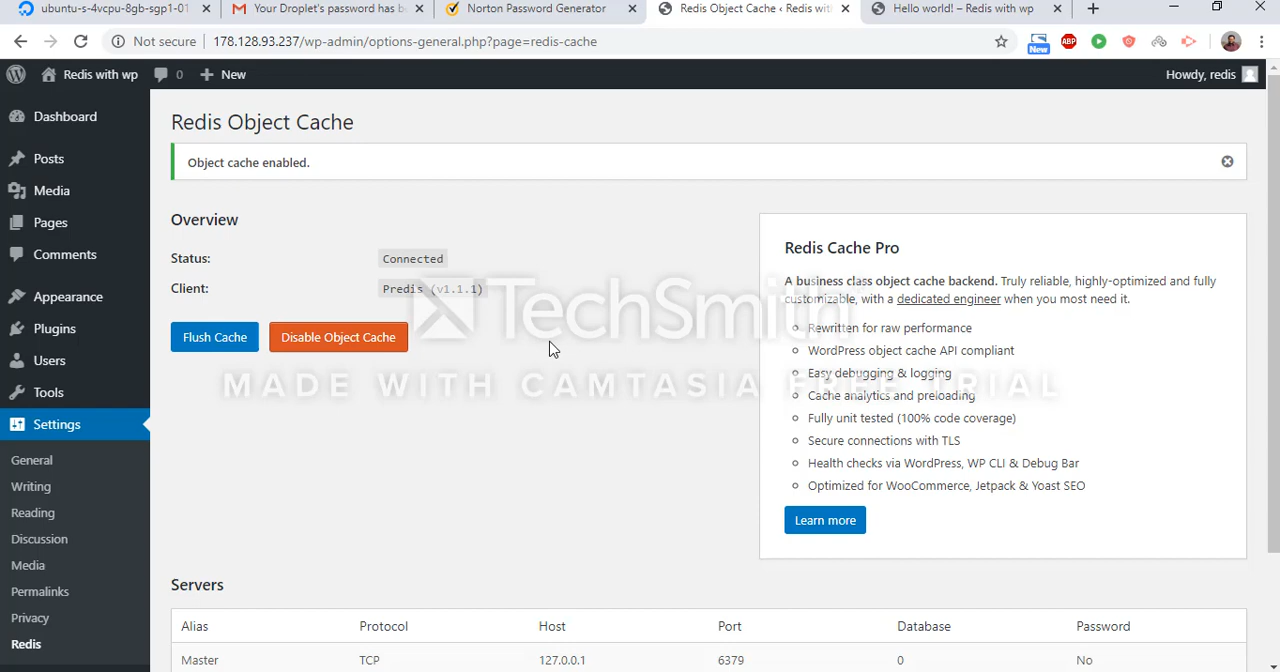 ubuntu-s-4vcpu-8gb-sgp1-01
Your Droplet's password has be
Norton Password Generator
Redis Object Cache ‹ Redis with
Hello world! – Redis with wp
Not secure
178.128.93.237/wp-admin/options-general.php?page=redis-cache
New
ABP
Redis with wp
0
New
Howdy, redis
Dashboard
Posts
Media
Pages
Comments
Appearance
Plugins
Users
Tools
Settings
General
Writing
Reading
Discussion
Media
Permalinks
Privacy
Redis
Redis Object Cache
Object cache enabled.
Overview
Status: Connected
Client: Predis (v1.1.1)
Flush Cache
Disable Object Cache
Redis Cache Pro
A business class object cache backend. Truly reliable, highly-optimized and fully
customizable, with a dedicated engineer when you most need it.
Rewritten for raw performance
WordPress object cache API compliant
Easy debugging & logging
Cache analytics and preloading
Fully unit tested (100% code coverage)
Secure connections with TLS
Health checks via WordPress, WP CLI & Debug Bar
Optimized for WooCommerce, Jetpack & Yoast SEO
Learn more
TechSmith
MADE WITH CAMTASIA FREE TRIAL
Servers
Alias Protocol Host Port Database Password
Master TCP 127.0.0.1 6379 0 No